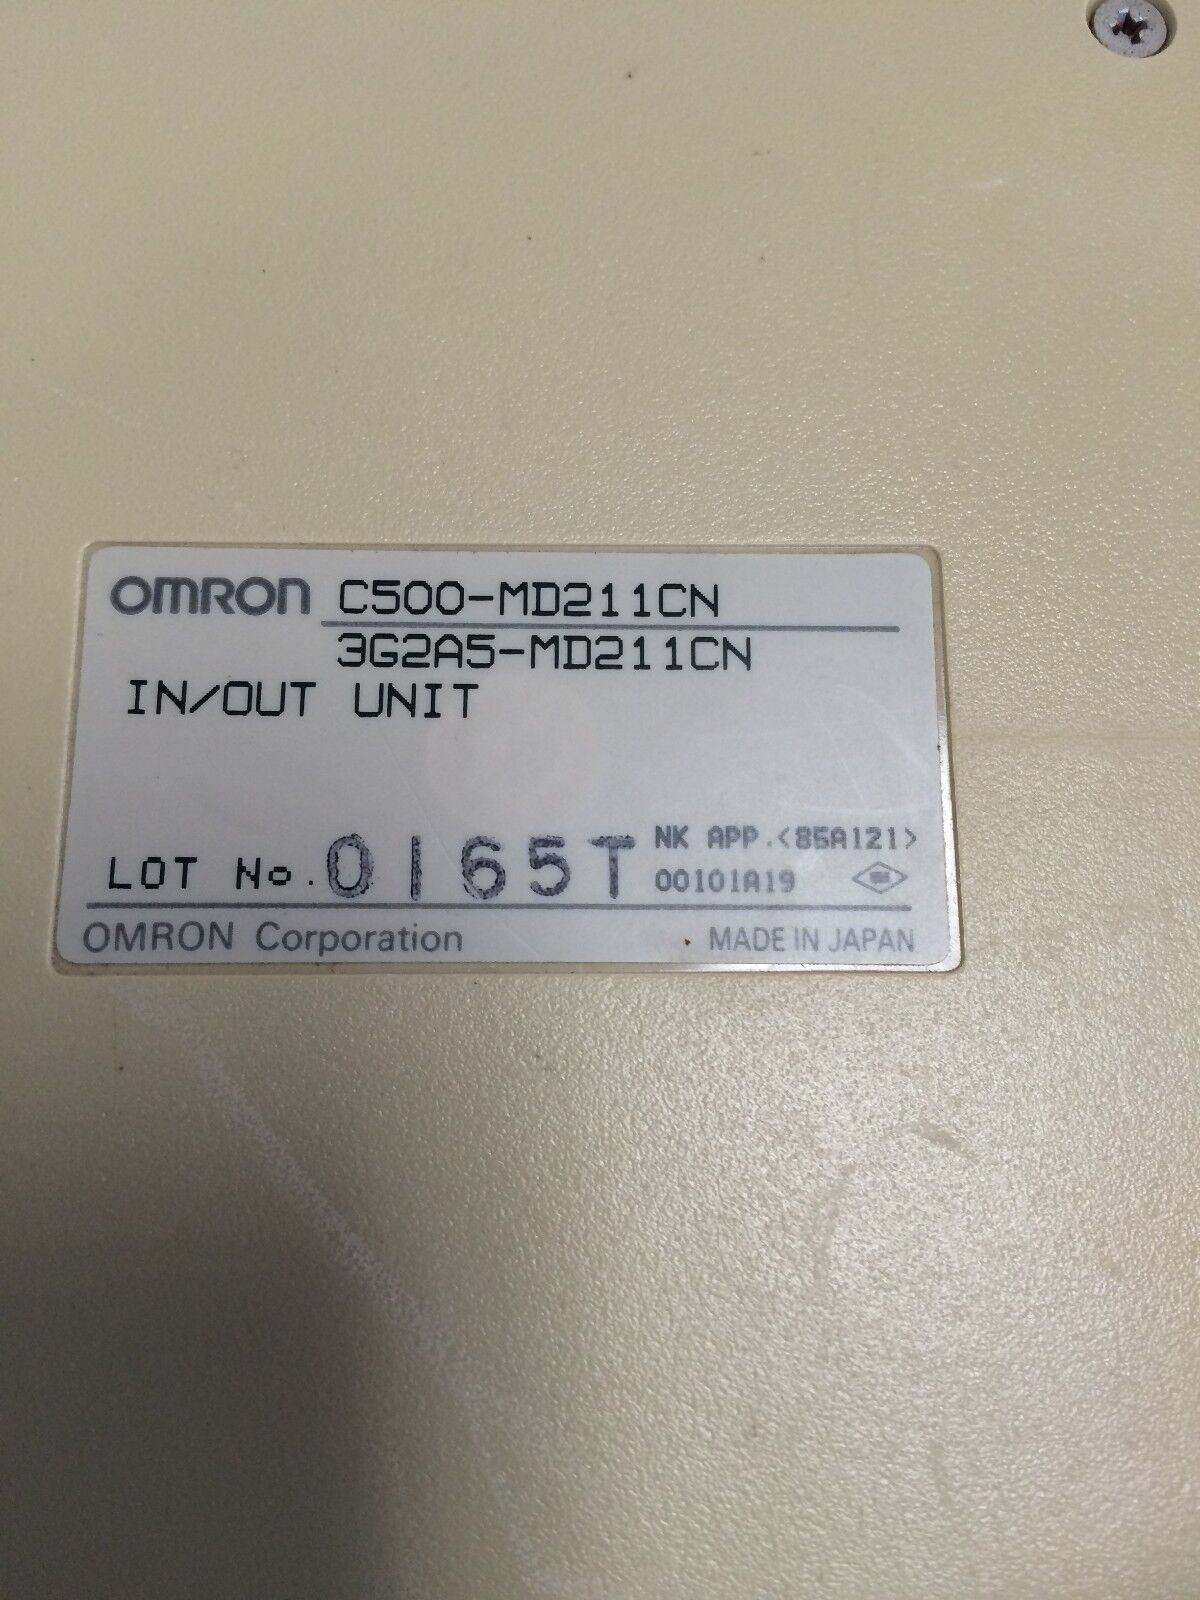 OMRON C500-MD211CN
3G2A5-MD211CN
IN/OUT UNIT
NK APP.<85A121>
LOT No. 0165T 00101A19
OMRON Corporation MADE IN JAPAN